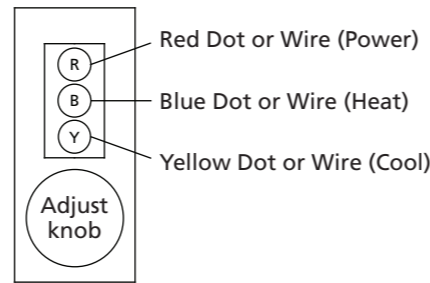 R
Red Dot or Wire (Power)
B
Blue Dot or Wire (Heat)
Y
Yellow Dot or Wire (Cool)
Adjust
knob